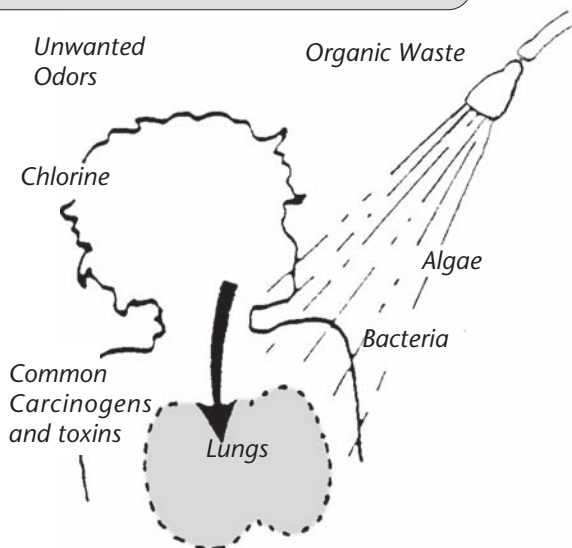 Unwanted
Odors
Organic Waste
Chlorine
Algae
Bacteria
Common
Carcinogens
and toxins
Lungs